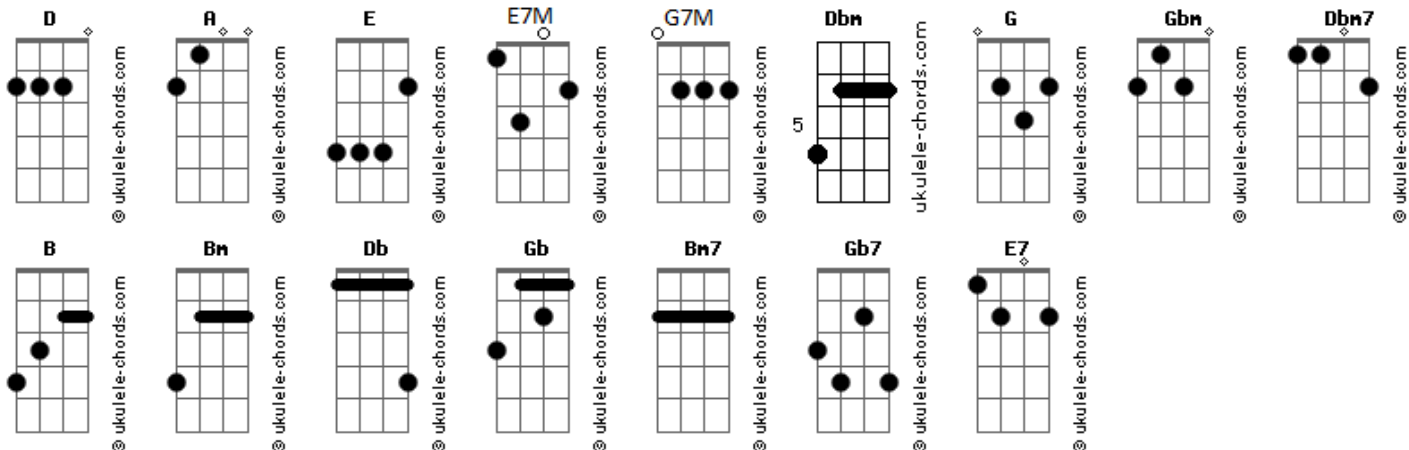 D A E E7M G7M Dbm G Gbm Dbm7
© ukulele-chords.com © ukulele-chords.com © ukulele-chords.com © ukulele-chords.com © ukulele-chords.com ukulele-chords.com © ukulele-chords.com © ukulele-chords.com © ukulele-chords.com
5
B Bm Db Gb Bm7 Gb7 E7
© ukulele-chords.com © ukulele-chords.com © ukulele-chords.com © ukulele-chords.com © ukulele-chords.com © ukulele-chords.com © ukulele-chords.com